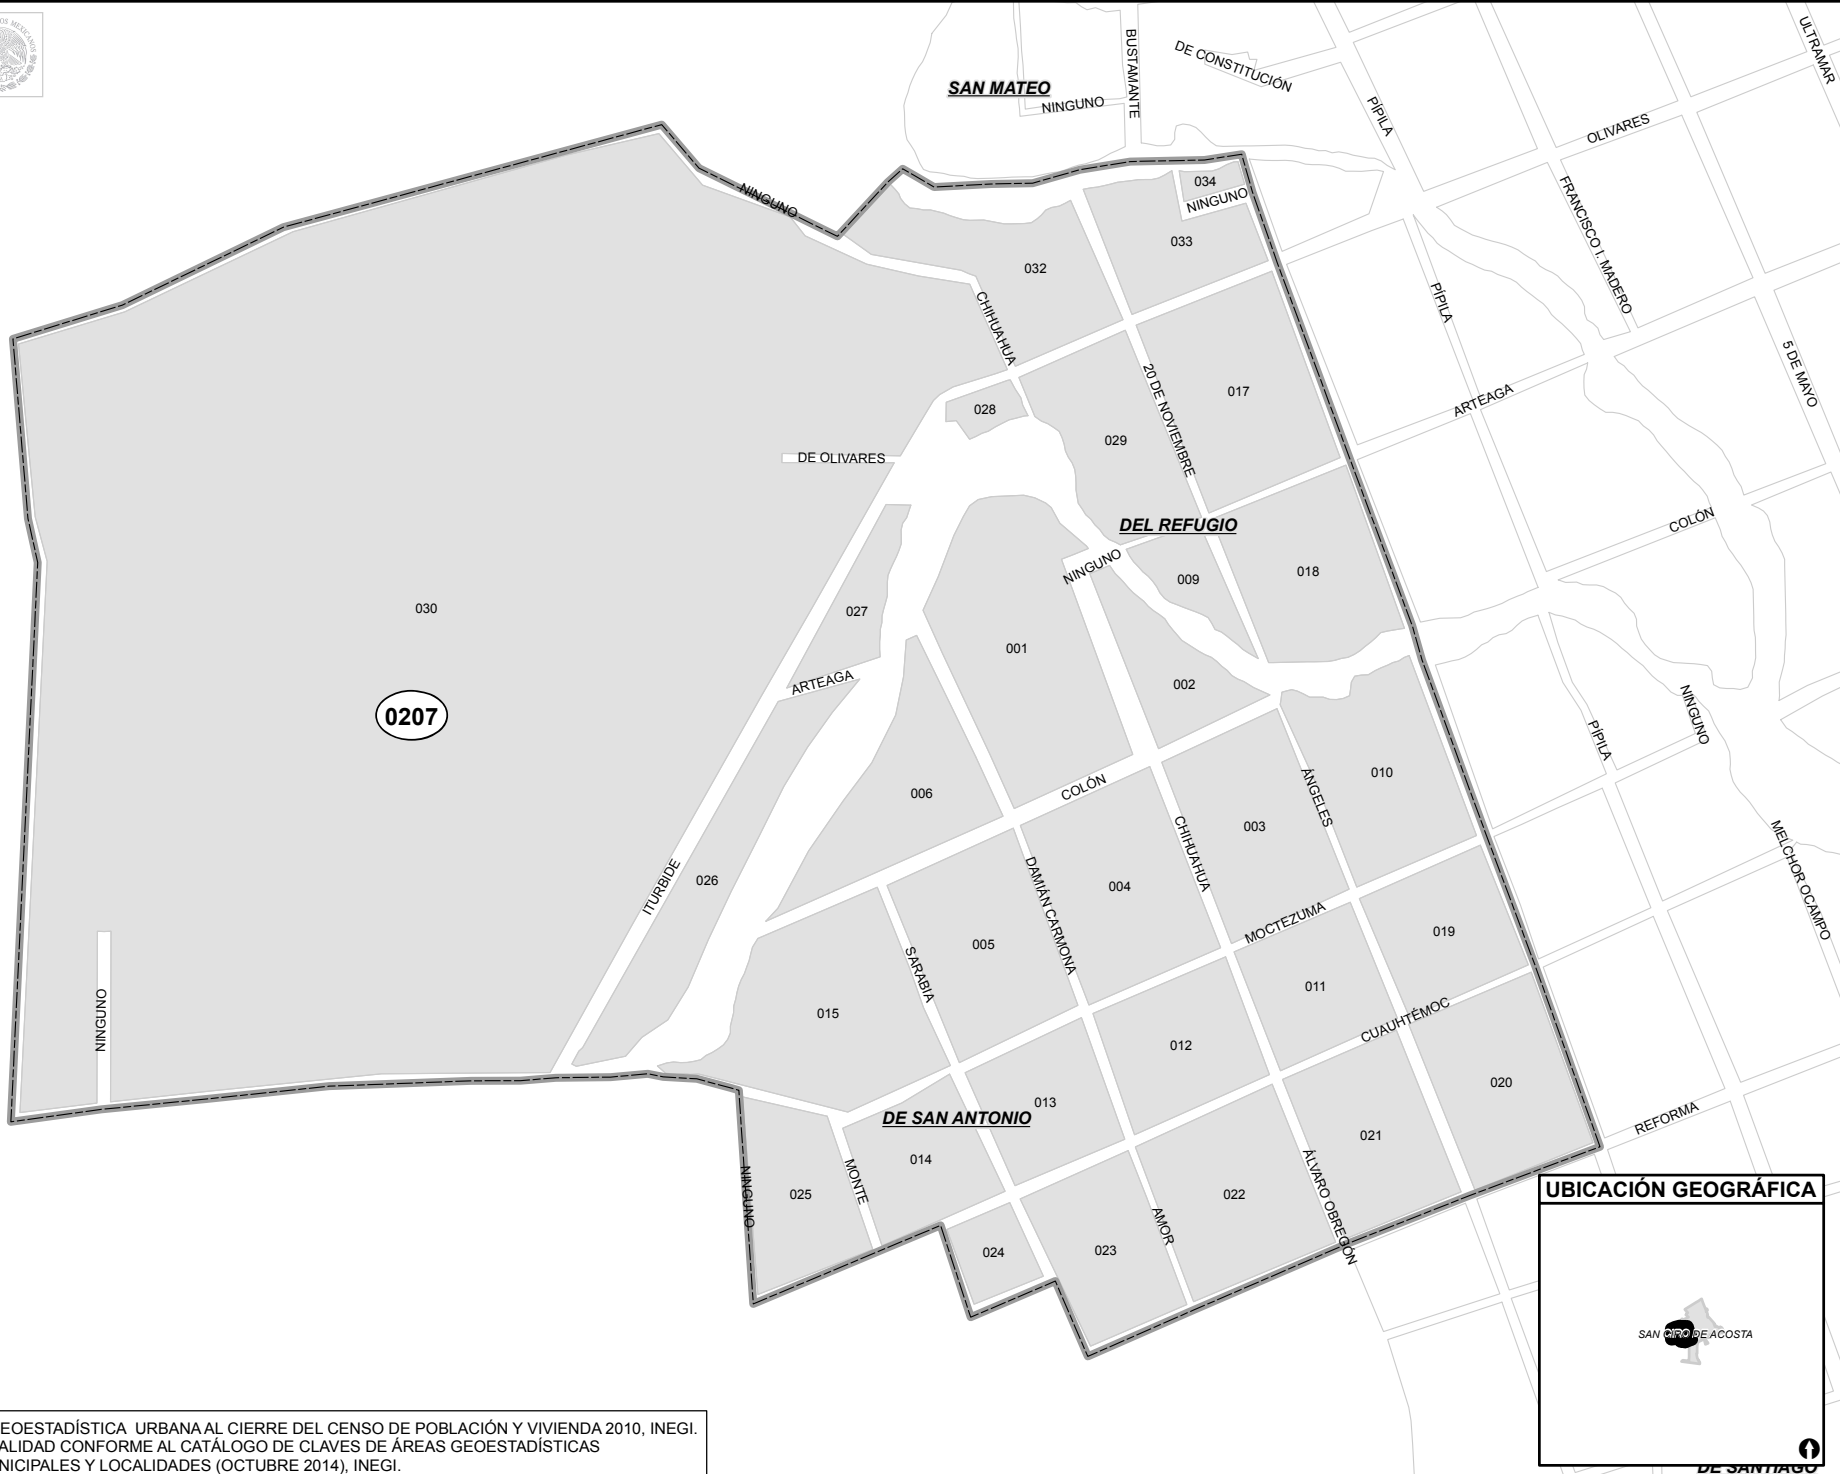 SAN MATEO
NINGUNO
BUSTAMANTE
DE CONSTITUCIÓN
PÍPILA
ULTRAMAR
OLIVARES
FRANCISCO I. MADERO
NINGUNO
034
NINGUNO
033
032
PÍPILA
CHIHUAHUA
5 DE MAYO
20 DE NOVIEMBRE
017
ARTEAGA
028
029
DE OLIVARES
COLÓN
DEL REFUGIO
NINGUNO
009
018
030
027
001
ARTEAGA
002
0207
NINGUNO
PÍPILA
010
ÁNGELES
COLÓN
006
003
CHIHUAHUA
MELCHOR OCAMPO
ITURBIDE
026
004
DAMIÁN CARMONA
MOCTEZUMA
019
005
SARABIA
011
NINGUNO
015
CUAUHTÉMOC
012
020
013
DE SAN ANTONIO
REFORMA
021
014
MONTE
025
NINGUNO
022
ÁLVARO OBREGÓN
AMOR
023
024
UBICACIÓN GEOGRÁFICA
SAN CIRO DE ACOSTA
EOESTADÍSTICA URBANA AL CIERRE DEL CENSO DE POBLACIÓN Y VIVIENDA 2010, INEGI.
ALIDAD CONFORME AL CATÁLOGO DE CLAVES DE ÁREAS GEOESTADÍSTICAS
NICIPALES Y LOCALIDADES (OCTUBRE 2014), INEGI.
DE SANTIAGO